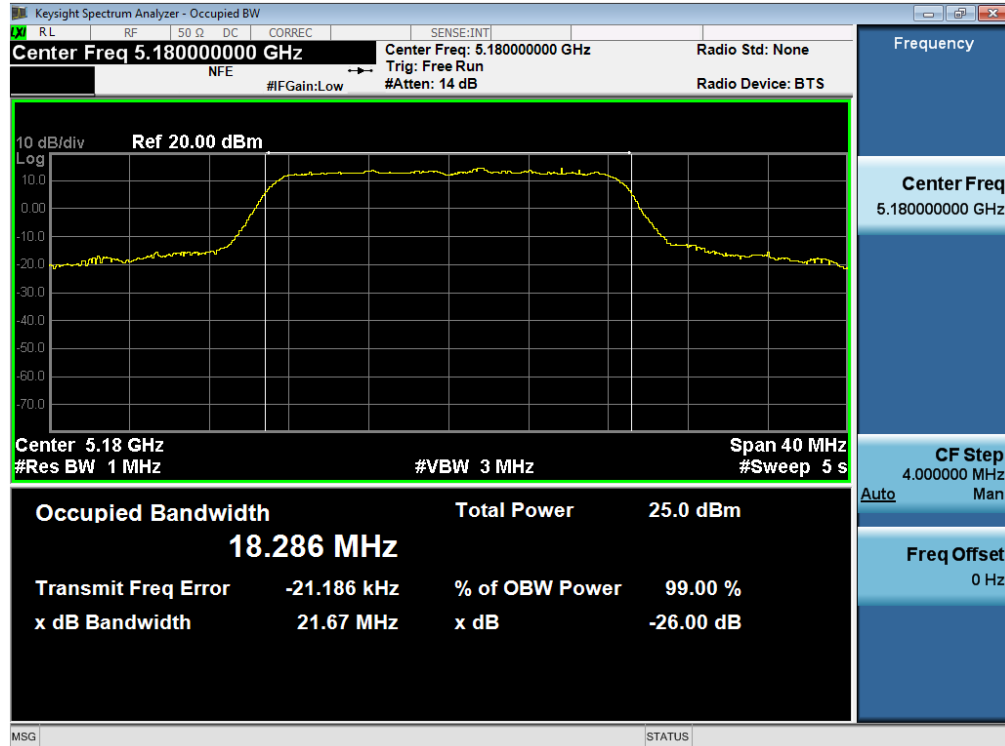 Keysight Spectrum Analyzer - Occupied BW
LXI RL RF 50 Ω DC CORREC SENSE:INT
Center Freq 5.180000000 GHz
NFE
#IFGain:Low
Center Freq: 5.180000000 GHz
Trig: Free Run
#Atten: 14 dB
Radio Std: None
Radio Device: BTS
10 dB/div Ref 20.00 dBm
Log
10.0
0.00
-10.0
-20.0
-30.0
-40.0
-50.0
-60.0
-70.0
Center 5.18 GHz Span 40 MHz
#Res BW 1 MHz #VBW 3 MHz #Sweep 5 s
Occupied Bandwidth Total Power 25.0 dBm
18.286 MHz
Transmit Freq Error -21.186 kHz % of OBW Power 99.00 %
x dB Bandwidth 21.67 MHz x dB -26.00 dB
Frequency
Center Freq
5.180000000 GHz
CF Step
4.000000 MHz
Auto Man
Freq Offset
0 Hz
MSG STATUS